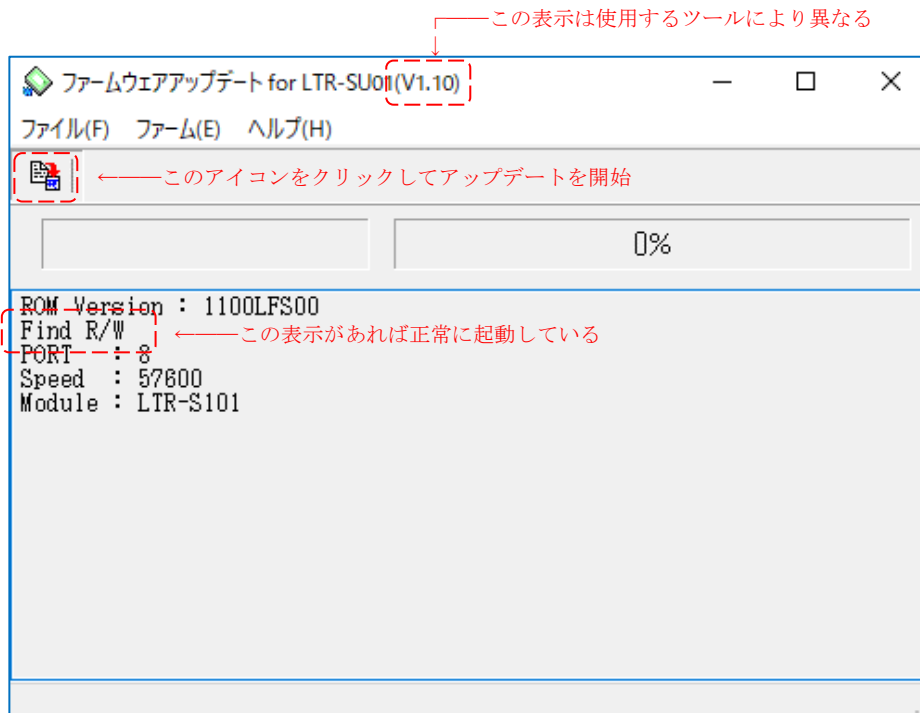 この表示は使用するツールにより異なる
ファームウェアアップデート for LTR-SU01(V1.10)
ファイル(F) ファーム(E) ヘルプ(H)
←───このアイコンをクリックしてアップデートを開始
0%
ROM Version : 1100LFS00
Find R/W ←───この表示があれば正常に起動している
PORT : 8
Speed : 57600
Module : LTR-S101